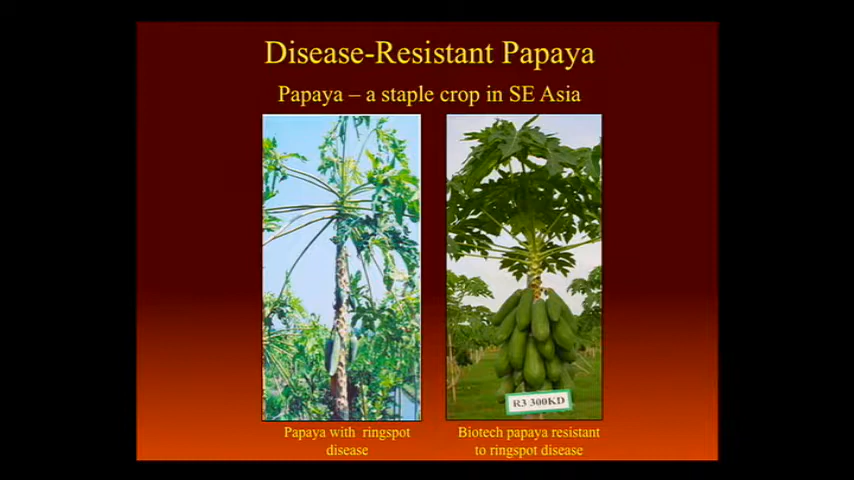 Disease-Resistant Papaya
Papaya – a staple crop in SE Asia
R3 300KD
Papaya with ringspot
disease
Biotech papaya resistant
to ringspot disease